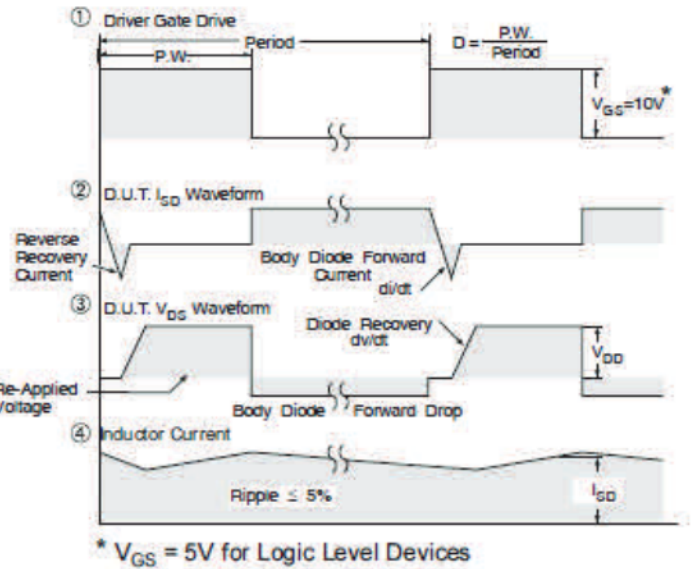 ① Driver Gate Drive
Period
P.W.
D = P.W.
Period
VGS=10V*
② D.U.T. ISD Waveform
Reverse
Recovery
Current
Body Diode Forward
Current
di/dt
③ D.U.T. VDS Waveform
Diode Recovery
dv/dt
VDD
Re-Applied
Voltage
Body Diode Forward Drop
④ Inductor Current
Ripple ≤ 5%
ISD
* VGS = 5V for Logic Level Devices